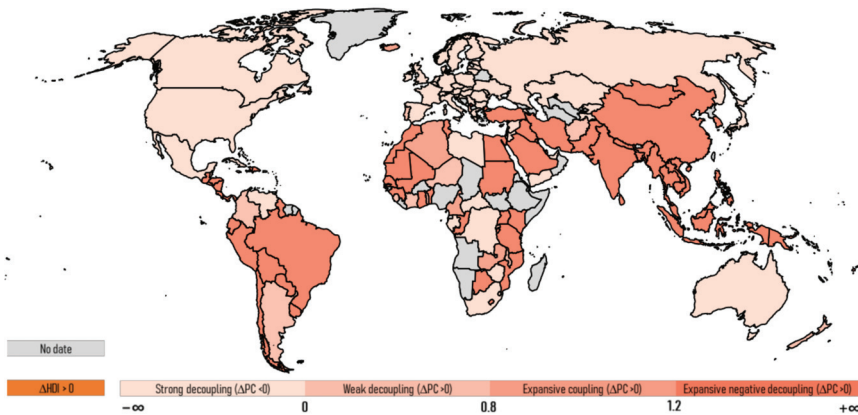 No date
ΔHDI > 0
Strong decoupling (ΔPC <0)
Weak decoupling (ΔPC>0)
Expansive coupling (ΔPC>0)
Expansive negative decoupling (ΔPC>0)
−∞
0
0.8
1.2
+∞